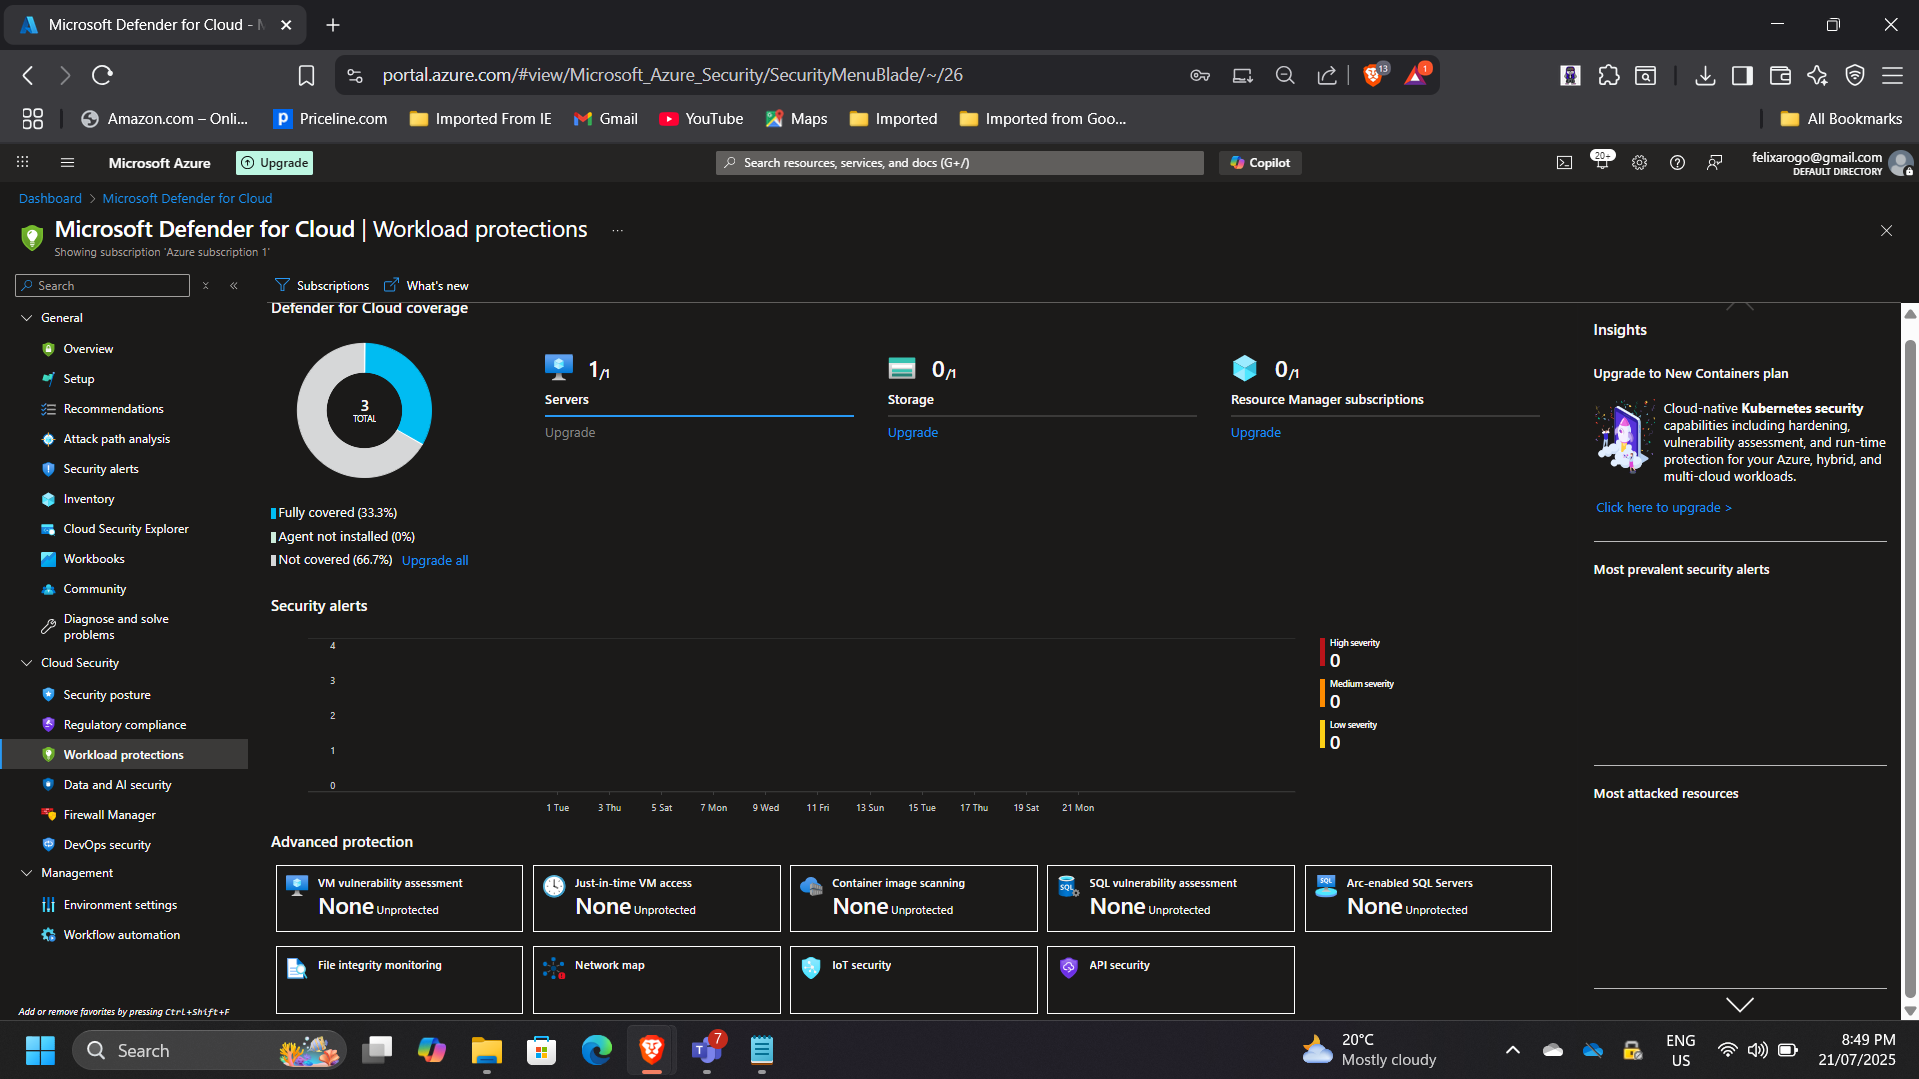 Microsoft Defender for Cloud - M
portal.azure.com/#view/Microsoft_Azure_Security/SecurityMenuBlade/~/26
13
1
Amazon.com – Onli...
Priceline.com
Imported From IE
Gmail
YouTube
Maps
Imported
Imported from Goo...
All Bookmarks
Microsoft Azure
Upgrade
Search resources, services, and docs (G+/)
Copilot
20+
felixarogo@gmail.com
DEFAULT DIRECTORY
Dashboard > Microsoft Defender for Cloud
Microsoft Defender for Cloud | Workload protections ...
Showing subscription 'Azure subscription 1'
Search
General
Overview
Setup
Recommendations
Attack path analysis
Security alerts
Inventory
Cloud Security Explorer
Workbooks
Community
Diagnose and solve
problems
Cloud Security
Security posture
Regulatory compliance
Workload protections
Data and AI security
Firewall Manager
DevOps security
Management
Environment settings
Workflow automation
Add or remove favorites by pressing Ctrl+Shift+F
Subscriptions
What's new
Defender for Cloud coverage
3
TOTAL
Fully covered (33.3%)
Agent not installed (0%)
Not covered (66.7%) Upgrade all
1/1
Servers
Upgrade
0/1
Storage
Upgrade
0/1
Resource Manager subscriptions
Upgrade
Security alerts
4
3
2
1
0
1 Tue 3 Thu 5 Sat 7 Mon 9 Wed 11 Fri 13 Sun 15 Tue 17 Thu 19 Sat 21 Mon
High severity
0
Medium severity
0
Low severity
0
Advanced protection
VM vulnerability assessment
None Unprotected
Just-in-time VM access
None Unprotected
Container image scanning
None Unprotected
SQL
SQL vulnerability assessment
None Unprotected
SQL
Arc-enabled SQL Servers
None Unprotected
File integrity monitoring
Network map
IoT security
API security
Insights
Upgrade to New Containers plan
Cloud-native Kubernetes security
capabilities including hardening,
vulnerability assessment, and run-time
protection for your Azure, hybrid, and
multi-cloud workloads.
Click here to upgrade >
Most prevalent security alerts
Most attacked resources
Search
7
20°C
Mostly cloudy
ENG
US
8:49 PM
21/07/2025